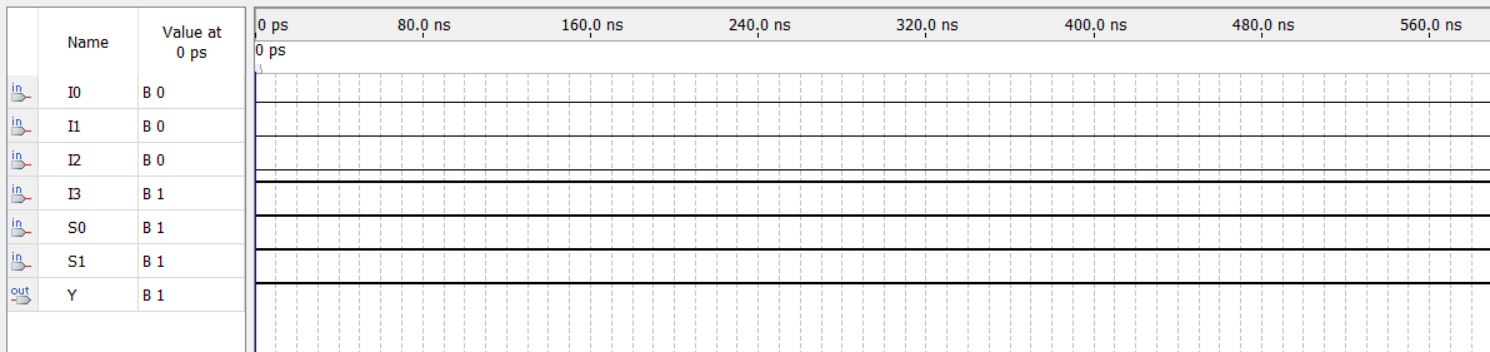 Name Value at 0 ps
0 ps 80.0 ns 160.0 ns 240.0 ns 320.0 ns 400.0 ns 480.0 ns 560.0 ns
0 ps
in I0 B 0
in I1 B 0
in I2 B 0
in I3 B 1
in S0 B 1
in S1 B 1
out Y B 1